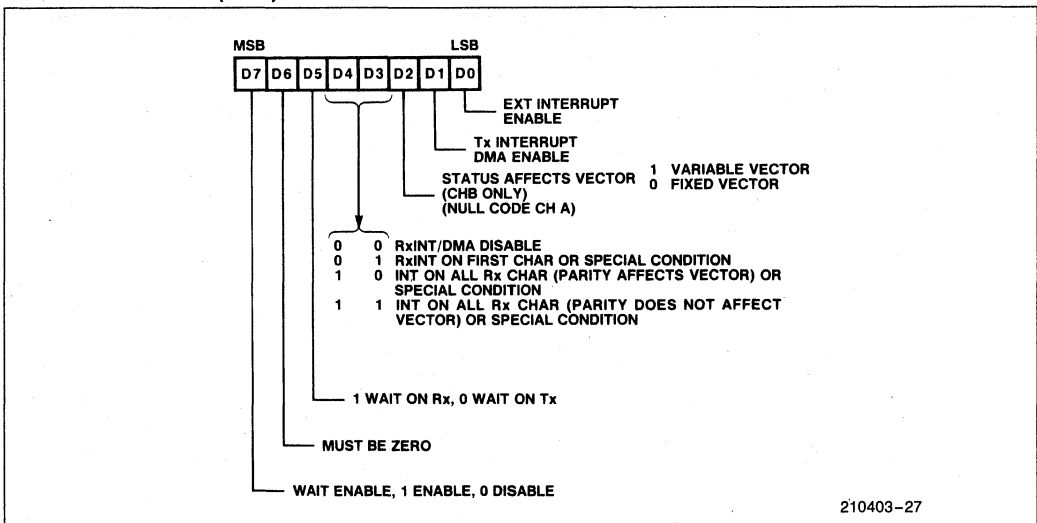 MSB LSB
D7 D6 D5 D4 D3 D2 D1 D0
EXT INTERRUPT
ENABLE
Tx INTERRUPT
DMA ENABLE
STATUS AFFECTS VECTOR
(CHB ONLY)
(NULL CODE CH A)
1 VARIABLE VECTOR
0 FIXED VECTOR
0 0 RxINT/DMA DISABLE
0 1 RxINT ON FIRST CHAR OR SPECIAL CONDITION
1 0 INT ON ALL Rx CHAR (PARITY AFFECTS VECTOR) OR
SPECIAL CONDITION
1 1 INT ON ALL Rx CHAR (PARITY DOES NOT AFFECT
VECTOR) OR SPECIAL CONDITION
1 WAIT ON Rx, 0 WAIT ON Tx
MUST BE ZERO
WAIT ENABLE, 1 ENABLE, 0 DISABLE
210403-27